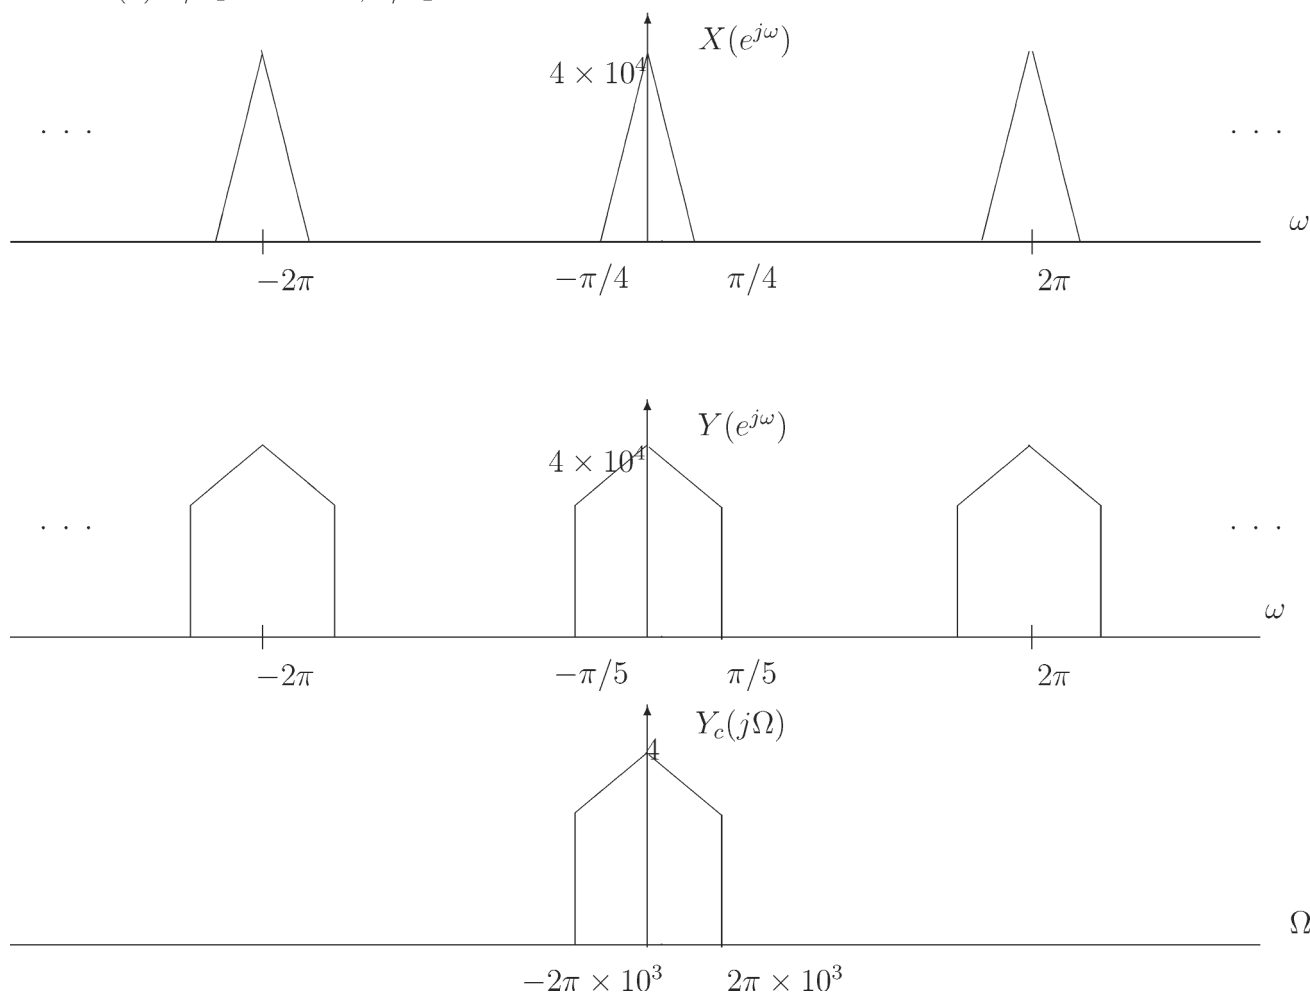 X(e^{jω})
4 × 10^4
. . .
. . .
ω
−2π
−π/4
π/4
2π
Y(e^{jω})
4 × 10^4
. . .
. . .
ω
−2π
−π/5
π/5
2π
Y_c(jΩ)
4
Ω
−2π × 10^3
2π × 10^3